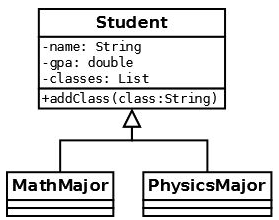 Student
-name: String
-gpa: double
-classes: List
+addClass(class:String)
MathMajor
PhysicsMajor